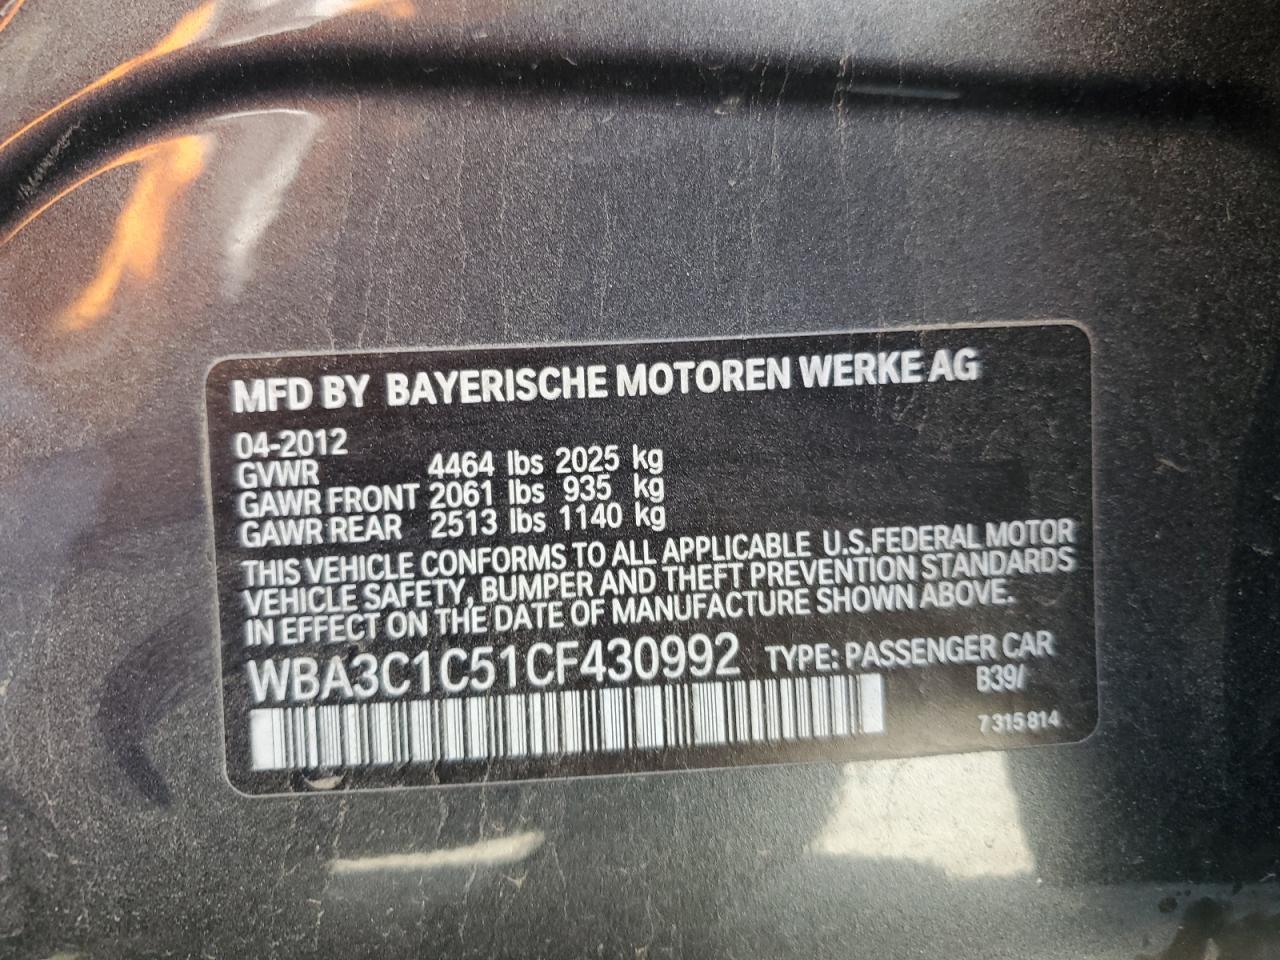 MFD BY BAYERISCHE MOTOREN WERKE AG
04-2012
GVWR 4464 lbs 2025 kg
GAWR FRONT 2061 lbs 935 kg
GAWR REAR 2513 lbs 1140 kg
THIS VEHICLE CONFORMS TO ALL APPLICABLE U.S.FEDERAL MOTOR
VEHICLE SAFETY, BUMPER AND THEFT PREVENTION STANDARDS
IN EFFECT ON THE DATE OF MANUFACTURE SHOWN ABOVE.
WBA3C1C51CF430992 TYPE: PASSENGER CAR
B39/
7 315 814